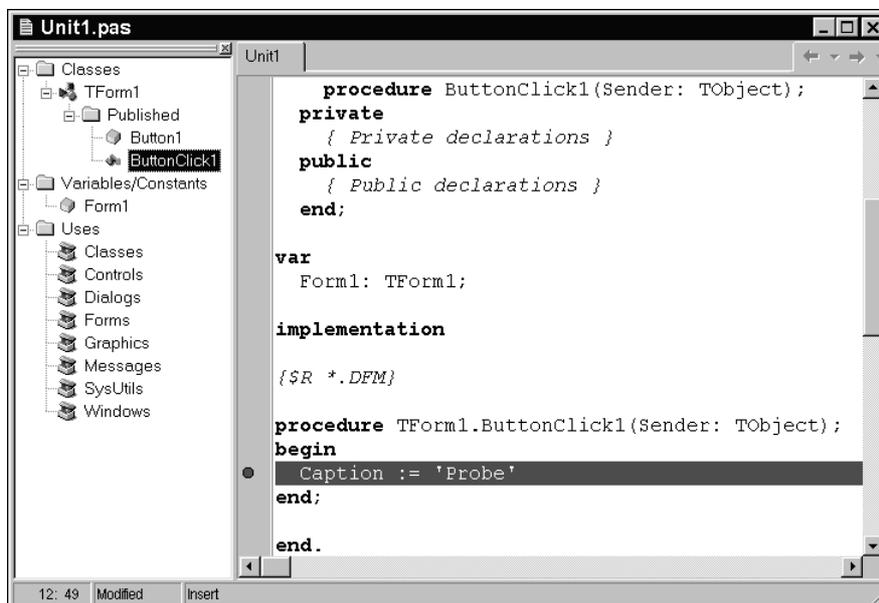 Unit1.pas
Classes
TForm1
Published
Button1
ButtonClick1
Variables/Constants
Form1
Uses
Classes
Controls
Dialogs
Forms
Graphics
Messages
SysUtils
Windows
Unit1
procedure ButtonClick1(Sender: TObject);
private
{ Private declarations }
public
{ Public declarations }
end;
var
Form1: TForm1;
implementation
{$R *.DFM}
procedure TForm1.ButtonClick1(Sender: TObject);
begin
Caption := 'Probe'
end;
end.
12: 49 Modified Insert